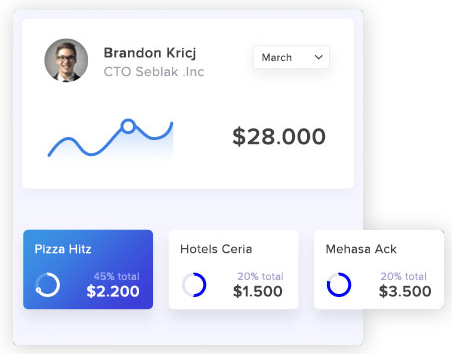 Brandon Kricj
CTO Seblak .Inc
March
$28.000
Pizza Hitz
45% total
$2.200
Hotels Ceria
20% total
$1.500
Mehasa Ack
20% total
$3.500